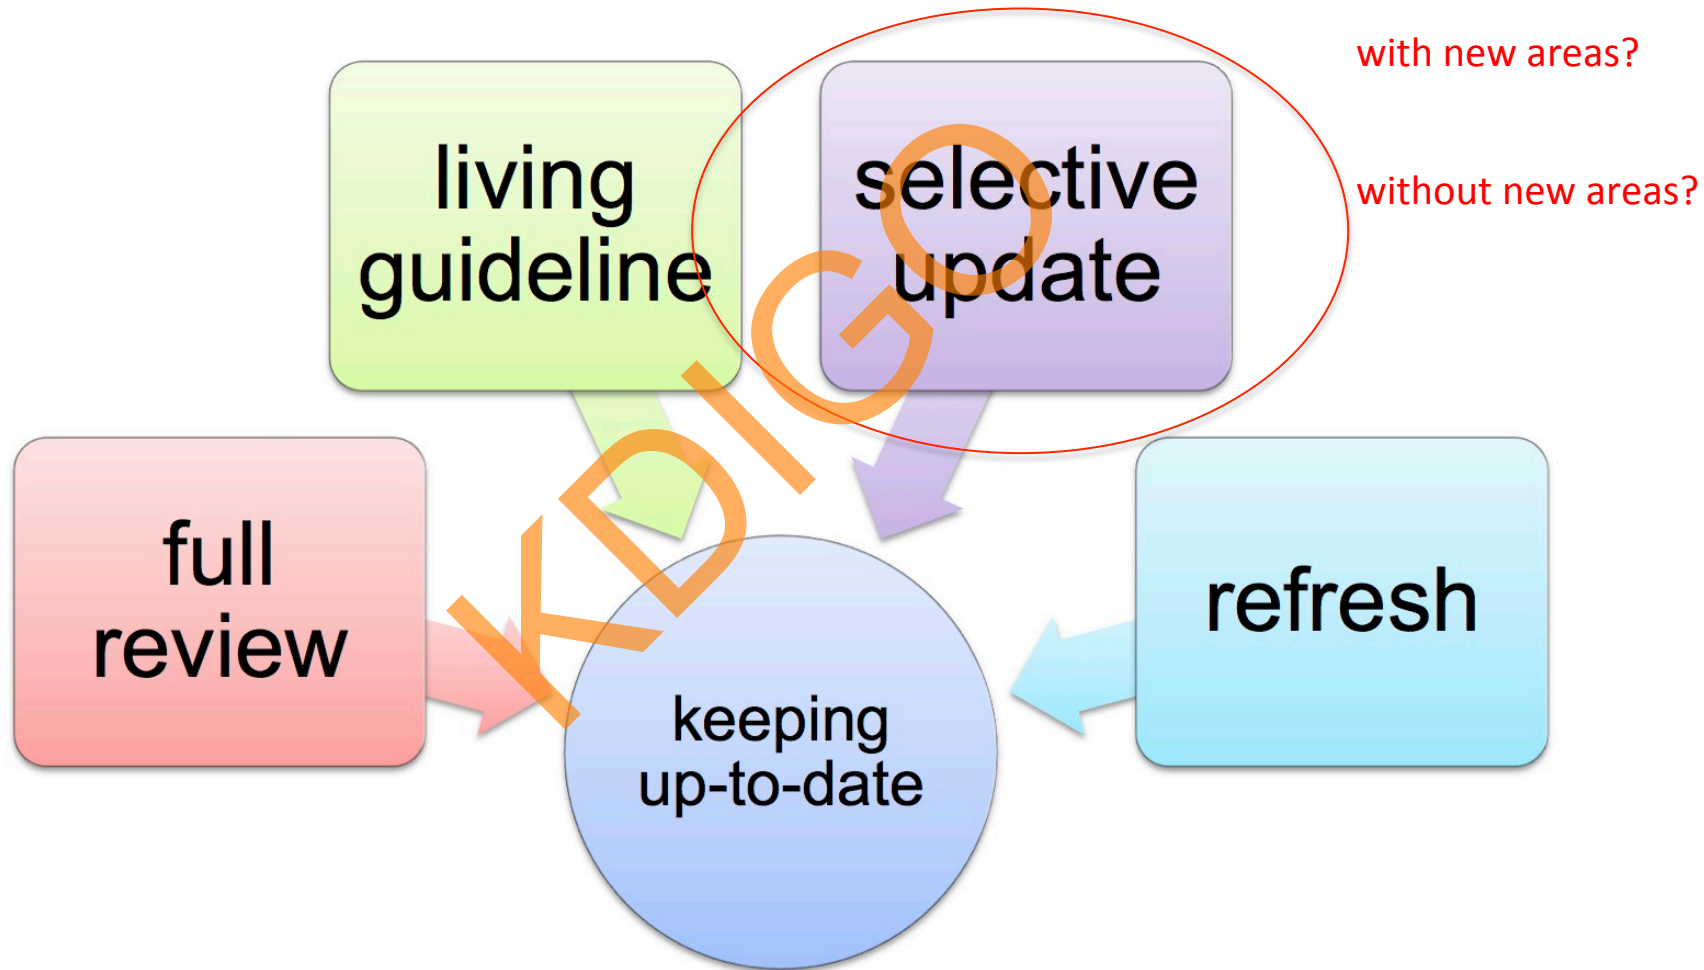 with new areas?
without new areas?
living
guideline
selective
update
full
review
refresh
keeping
up-to-date
KDIGO